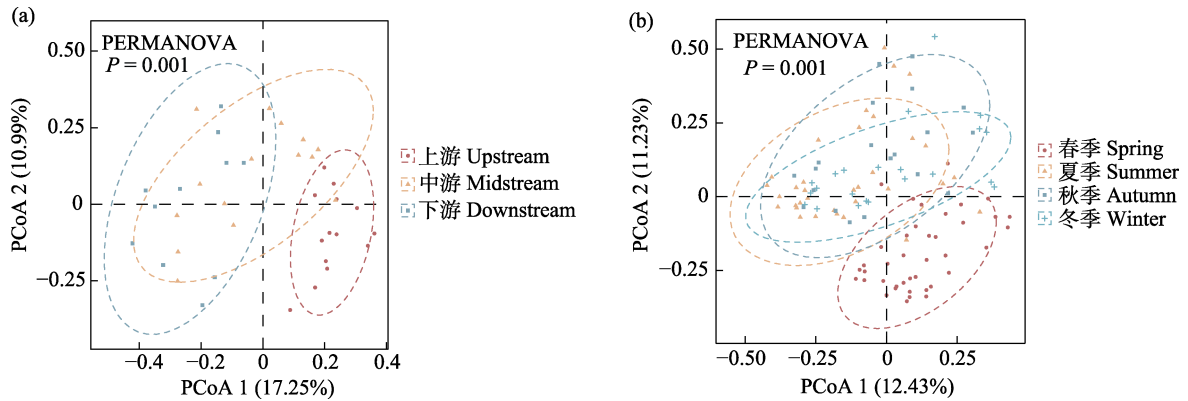 (a)
PERMANOVA
P = 0.001
0.50
0.25
0
−0.25
PCoA 2 (10.99%)
−0.4
−0.2
0
0.2
0.4
PCoA 1 (17.25%)
上游 Upstream
中游 Midstream
下游 Downstream
(b)
PERMANOVA
P = 0.001
0.50
0.25
0
−0.25
PCoA 2 (11.23%)
−0.50
−0.25
0
0.25
PCoA 1 (12.43%)
春季 Spring
夏季 Summer
秋季 Autumn
冬季 Winter